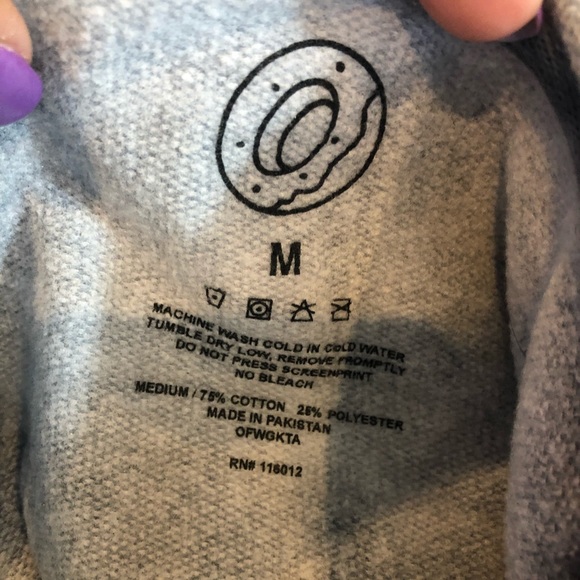 M
MACHINE WASH COLD IN COLD WATER
TUMBLE DRY LOW, REMOVE PROMPTLY
DO NOT PRESS SCREENPRINT
NO BLEACH
MEDIUM / 75% COTTON 25% POLYESTER
MADE IN PAKISTAN
OFWGKTA
RN# 116012